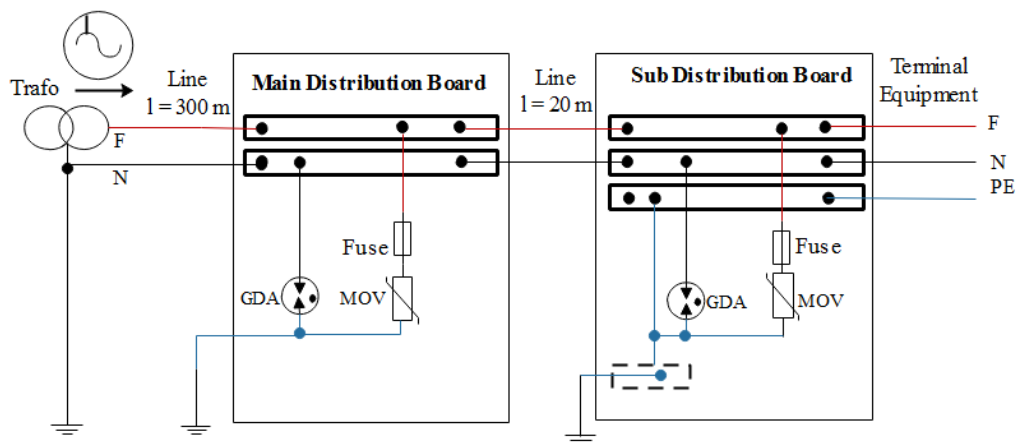 Trafo
F
N
Line
l = 300 m
Main Distribution Board
Fuse
GDA
MOV
Line
l = 20 m
Sub Distribution Board
Fuse
GDA
MOV
Terminal
Equipment
F
N
PE